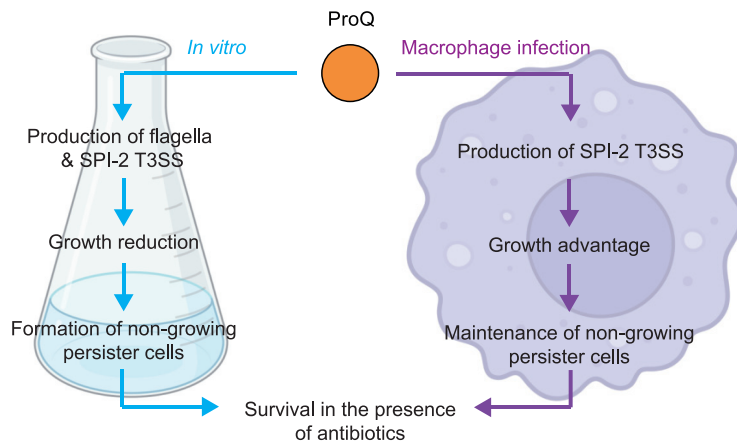 ProQ
In vitro
Macrophage infection
Production of flagella
& SPI-2 T3SS
Growth reduction
Formation of non-growing
persister cells
Production of SPI-2 T3SS
Growth advantage
Maintenance of non-growing
persister cells
Survival in the presence
of antibiotics